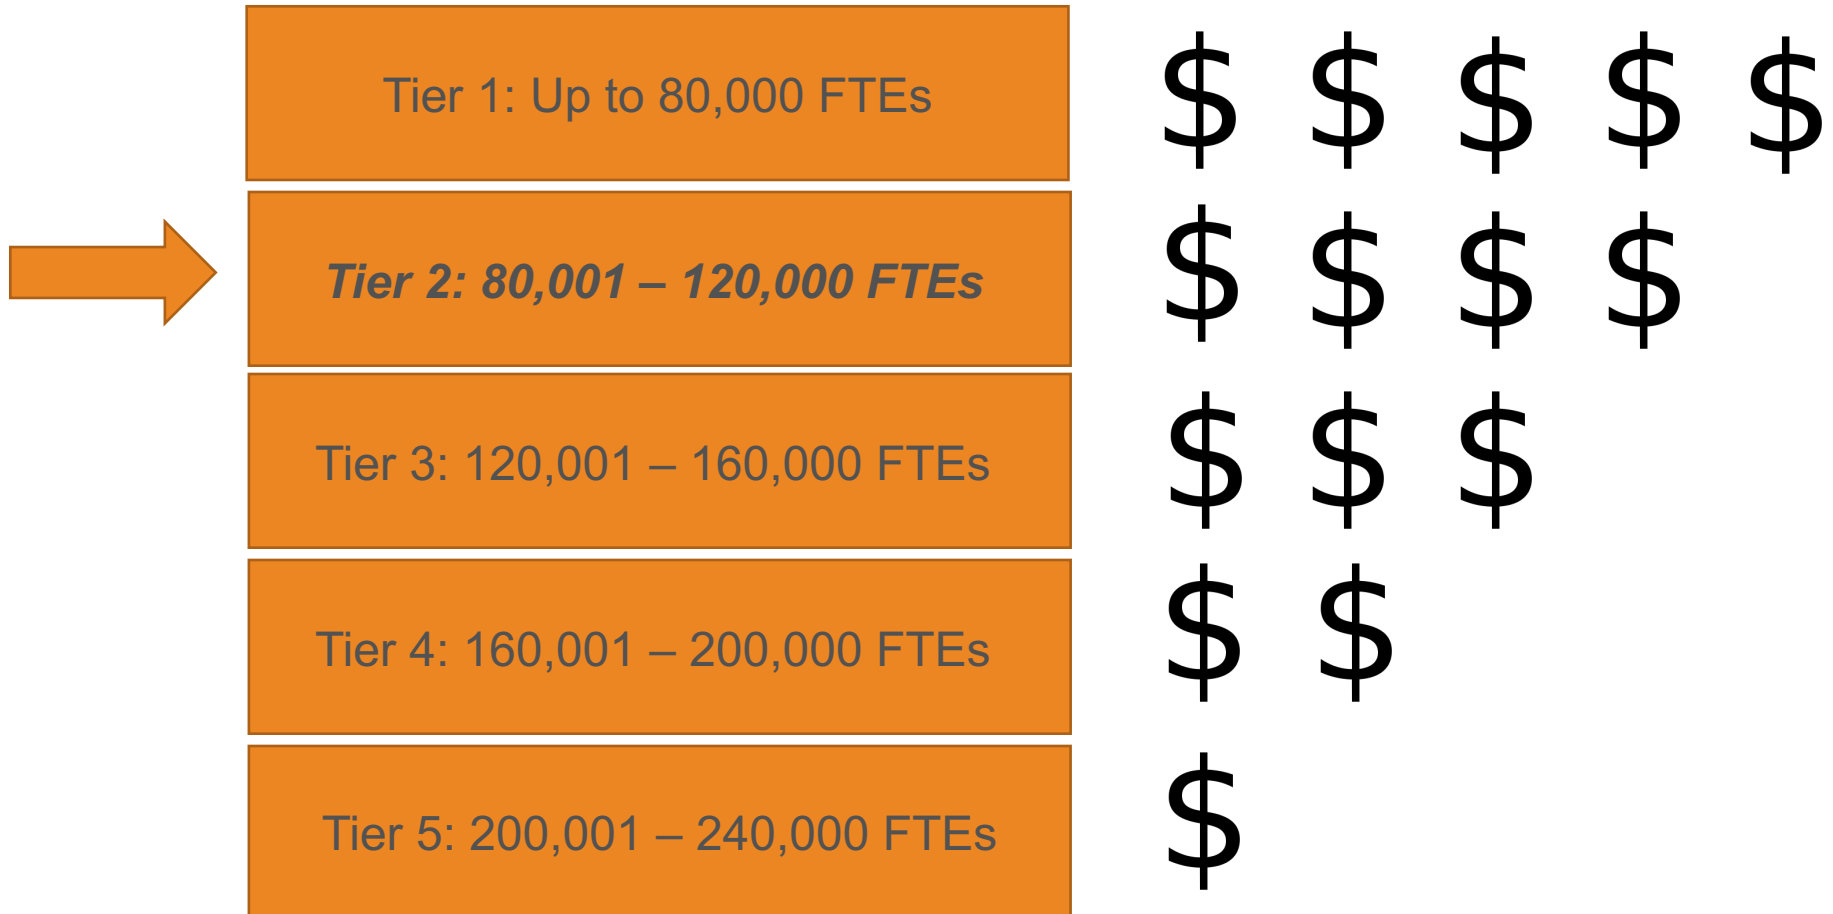 Tier 1: Up to 80,000 FTEs
$ $ $ $ $
Tier 2: 80,001 – 120,000 FTEs
$ $ $ $
Tier 3: 120,001 – 160,000 FTEs
$ $ $
Tier 4: 160,001 – 200,000 FTEs
$ $
Tier 5: 200,001 – 240,000 FTEs
$